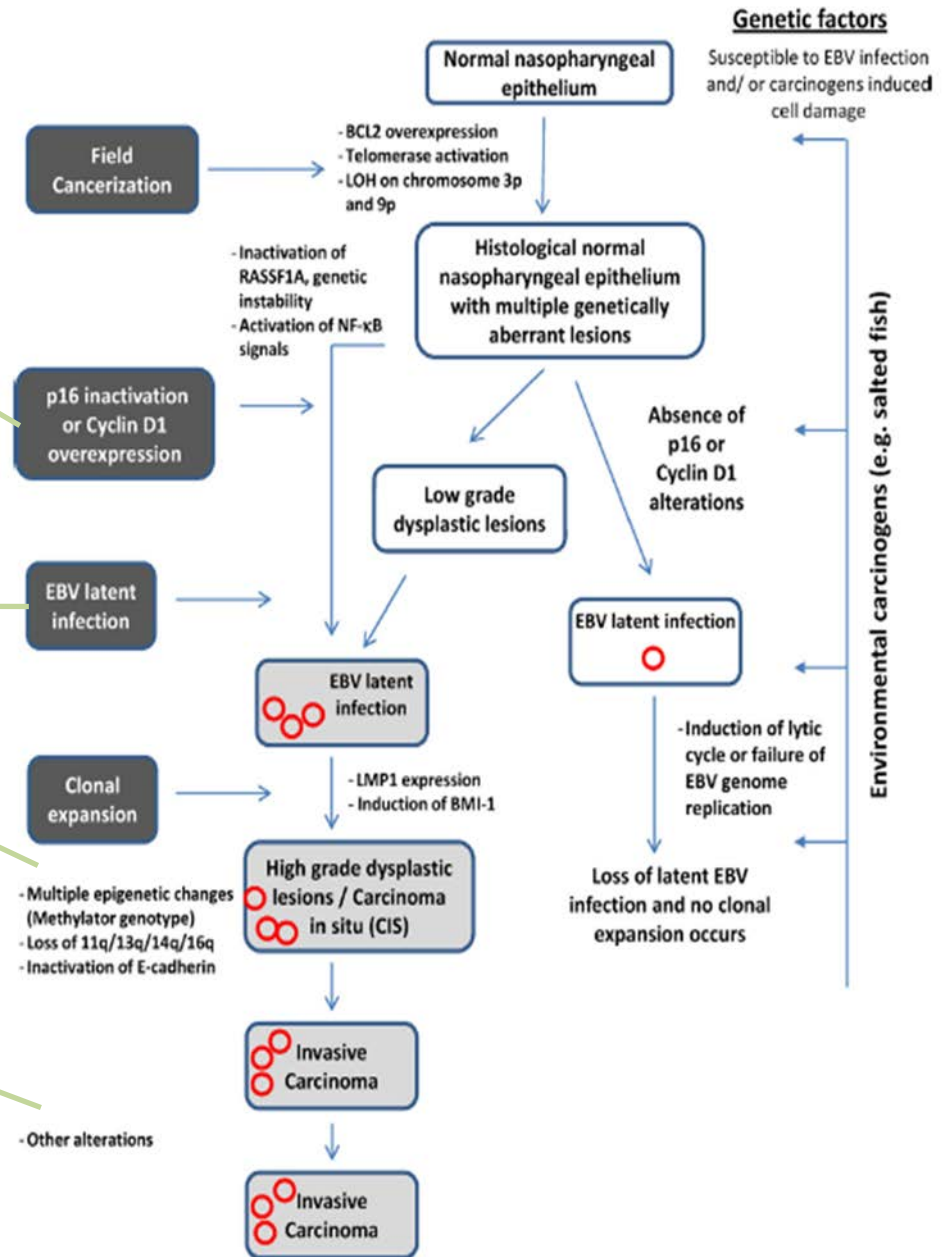 Genetic factors
Susceptible to EBV infection
and/ or carcinogens induced
cell damage
Normal nasopharyngeal
epithelium
- BCL2 overexpression
- Telomerase activation
- LOH on chromosome 3p
and 9p
Field
Cancerization
Histological normal
nasopharyngeal epithelium
with multiple genetically
aberrant lesions
- Inactivation of
RASSF1A, genetic
instability
- Activation of NF-κB
signals
p16 inactivation
or Cyclin D1
overexpression
Absence of
p16 or
Cyclin D1
alterations
Low grade
dysplastic lesions
EBV latent
infection
EBV latent infection
EBV latent
infection
- Induction of lytic
cycle or failure of
EBV genome
replication
Clonal
expansion
- LMP1 expression
- Induction of BMI-1
High grade dysplastic
lesions / Carcinoma
in situ (CIS)
Loss of latent EBV
infection and no clonal
expansion occurs
- Multiple epigenetic changes
(Methylator genotype)
- Loss of 11q/13q/14q/16q
- Inactivation of E-cadherin
Invasive
Carcinoma
- Other alterations
Invasive
Carcinoma
Environmental carcinogens (e.g. salted fish)